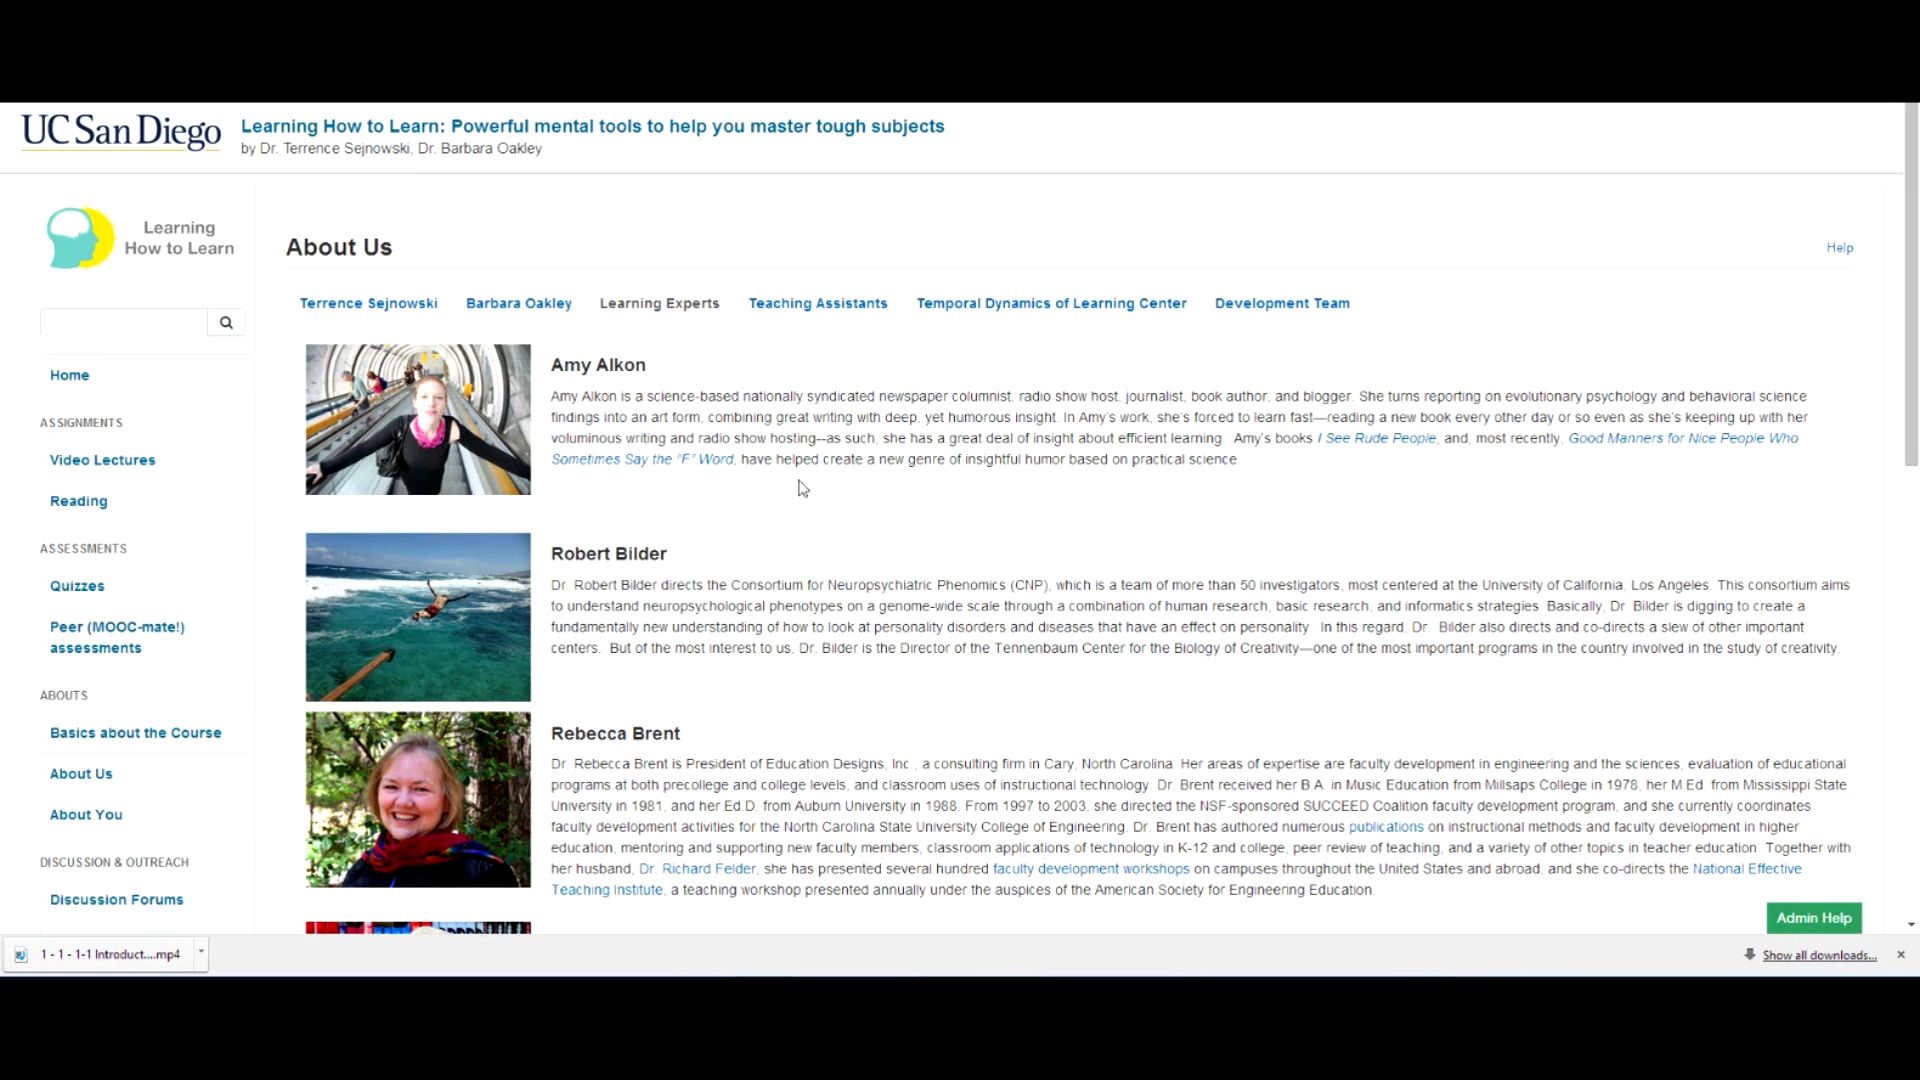 UC San Diego
Learning How to Learn: Powerful mental tools to help you master tough subjects
by Dr. Terrence Sejnowski, Dr. Barbara Oakley
Learning
How to Learn
Home
ASSIGNMENTS
Video Lectures
Reading
ASSESSMENTS
Quizzes
Peer (MOOC-mate!)
assessments
ABOUTS
Basics about the Course
About Us
About You
DISCUSSION & OUTREACH
Discussion Forums
About Us
Help
Terrence Sejnowski Barbara Oakley Learning Experts Teaching Assistants Temporal Dynamics of Learning Center Development Team
Amy Alkon
Amy Alkon is a science-based nationally syndicated newspaper columnist, radio show host, journalist, book author, and blogger. She turns reporting on evolutionary psychology and behavioral science
findings into an art form, combining great writing with deep, yet humorous insight. In Amy's work, she's forced to learn fast—reading a new book every other day or so even as she's keeping up with her
voluminous writing and radio show hosting--as such, she has a great deal of insight about efficient learning. Amy's books I See Rude People, and, most recently, Good Manners for Nice People Who
Sometimes Say the "F" Word, have helped create a new genre of insightful humor based on practical science
Robert Bilder
Dr. Robert Bilder directs the Consortium for Neuropsychiatric Phenomics (CNP), which is a team of more than 50 investigators, most centered at the University of California, Los Angeles. This consortium aims
to understand neuropsychological phenotypes on a genome-wide scale through a combination of human research, basic research, and informatics strategies. Basically, Dr. Bilder is digging to create a
fundamentally new understanding of how to look at personality disorders and diseases that have an effect on personality. In this regard, Dr. Bilder also directs and co-directs a slew of other important
centers. But of the most interest to us, Dr. Bilder is the Director of the Tennenbaum Center for the Biology of Creativity—one of the most important programs in the country involved in the study of creativity.
Rebecca Brent
Dr. Rebecca Brent is President of Education Designs, Inc., a consulting firm in Cary, North Carolina. Her areas of expertise are faculty development in engineering and the sciences, evaluation of educational
programs at both precollege and college levels, and classroom uses of instructional technology. Dr. Brent received her B.A. in Music Education from Millsaps College in 1978, her M.Ed. from Mississippi State
University in 1981, and her Ed.D. from Auburn University in 1988. From 1997 to 2003, she directed the NSF-sponsored SUCCEED Coalition faculty development program, and she currently coordinates
faculty development activities for the North Carolina State University College of Engineering. Dr. Brent has authored numerous publications on instructional methods and faculty development in higher
education, mentoring and supporting new faculty members, classroom applications of technology in K-12 and college, peer review of teaching, and a variety of other topics in teacher education. Together with
her husband, Dr. Richard Felder, she has presented several hundred faculty development workshops on campuses throughout the United States and abroad, and she co-directs the National Effective
Teaching Institute, a teaching workshop presented annually under the auspices of the American Society for Engineering Education.
Admin Help
1 - 1 - 1-1 Introduct....mp4
Show all downloads...